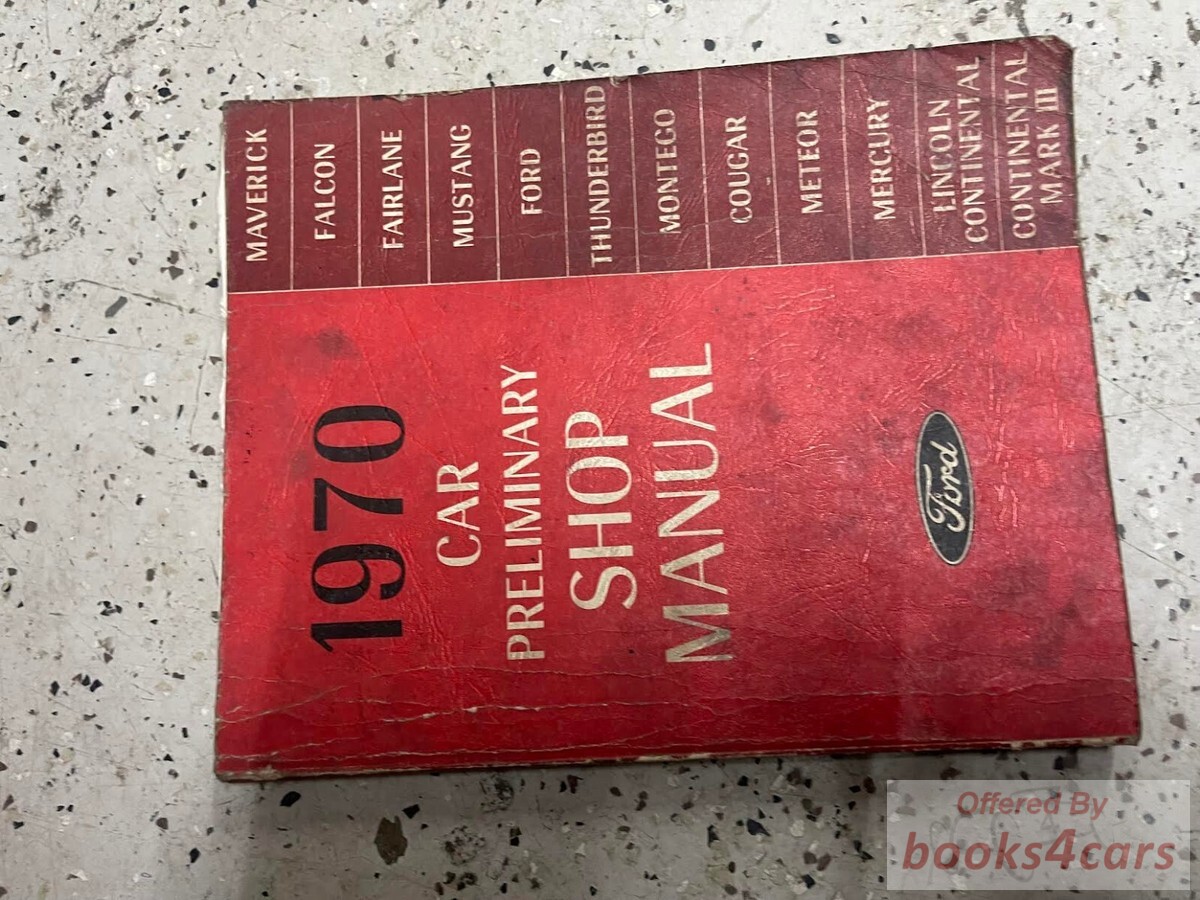 MAVERICK
FALCON
FAIRLANE
MUSTANG
FORD
THUNDERBIRD
MONTEGO
COUGAR
METEOR
MERCURY
LINCOLN
CONTINENTAL
CONTINENTAL
MARK III
1970
CAR
PRELIMINARY
SHOP
MANUAL
Ford
Offered By
books4cars